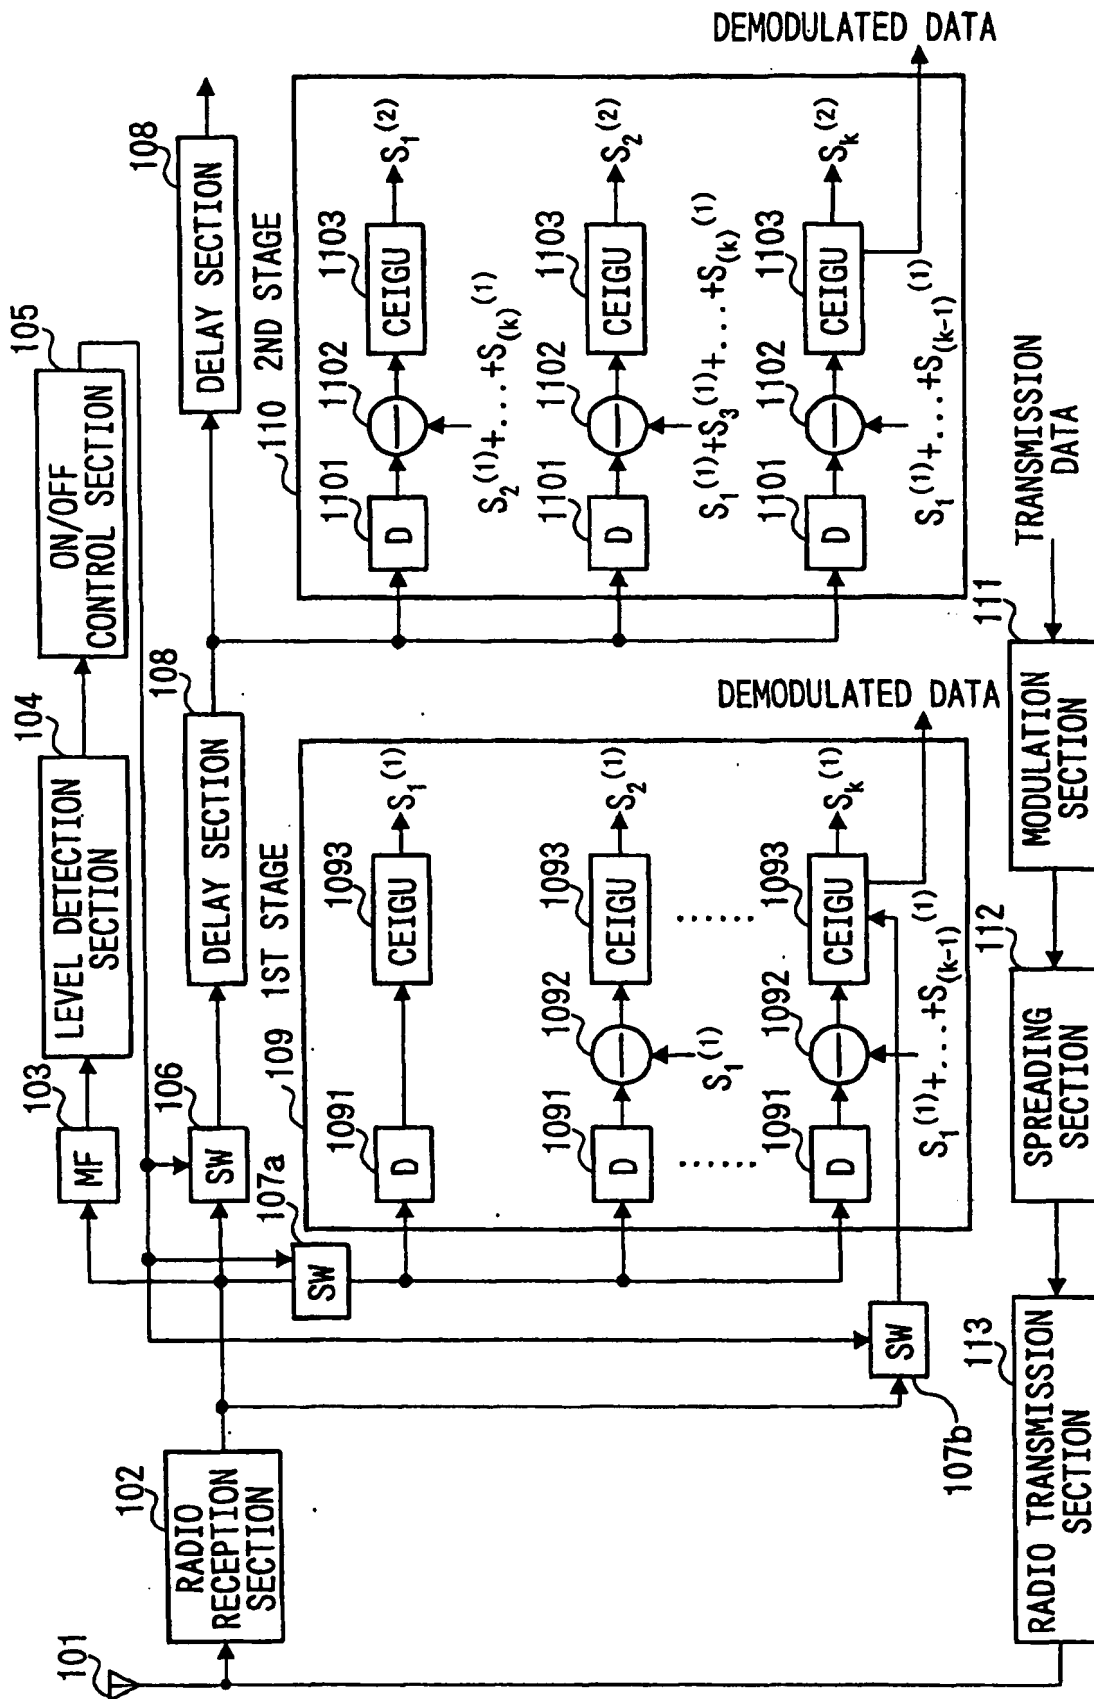 101
102
RADIO
RECEPTION
SECTION
103
MF
104
LEVEL DETECTION
SECTION
105
ON/OFF
CONTROL SECTION
106
SW
108
DELAY SECTION
108
DELAY SECTION
107a
SW
107b
SW
109 1ST STAGE
1091
D
1093
CEIGU
S₁⁽¹⁾
1091
D
1092
—
S₁⁽¹⁾
1093
CEIGU
S₂⁽¹⁾
......
......
1091
D
1092
—
S₁⁽¹⁾+....+S₍ₖ₋₁₎⁽¹⁾
1093
CEIGU
Sₖ⁽¹⁾
DEMODULATED DATA
110 2ND STAGE
1101
D
1102
—
S₂⁽¹⁾+....+S₍ₖ₎⁽¹⁾
1103
CEIGU
S₁⁽²⁾
1101
D
1102
—
S₁⁽¹⁾+S₃⁽¹⁾+....+S₍ₖ₎⁽¹⁾
1103
CEIGU
S₂⁽²⁾
1101
D
1102
—
S₁⁽¹⁾+....+S₍ₖ₋₁₎⁽¹⁾
1103
CEIGU
Sₖ⁽²⁾
DEMODULATED DATA
113
RADIO TRANSMISSION
SECTION
112
SPREADING
SECTION
111
MODULATION
SECTION
TRANSMISSION
DATA